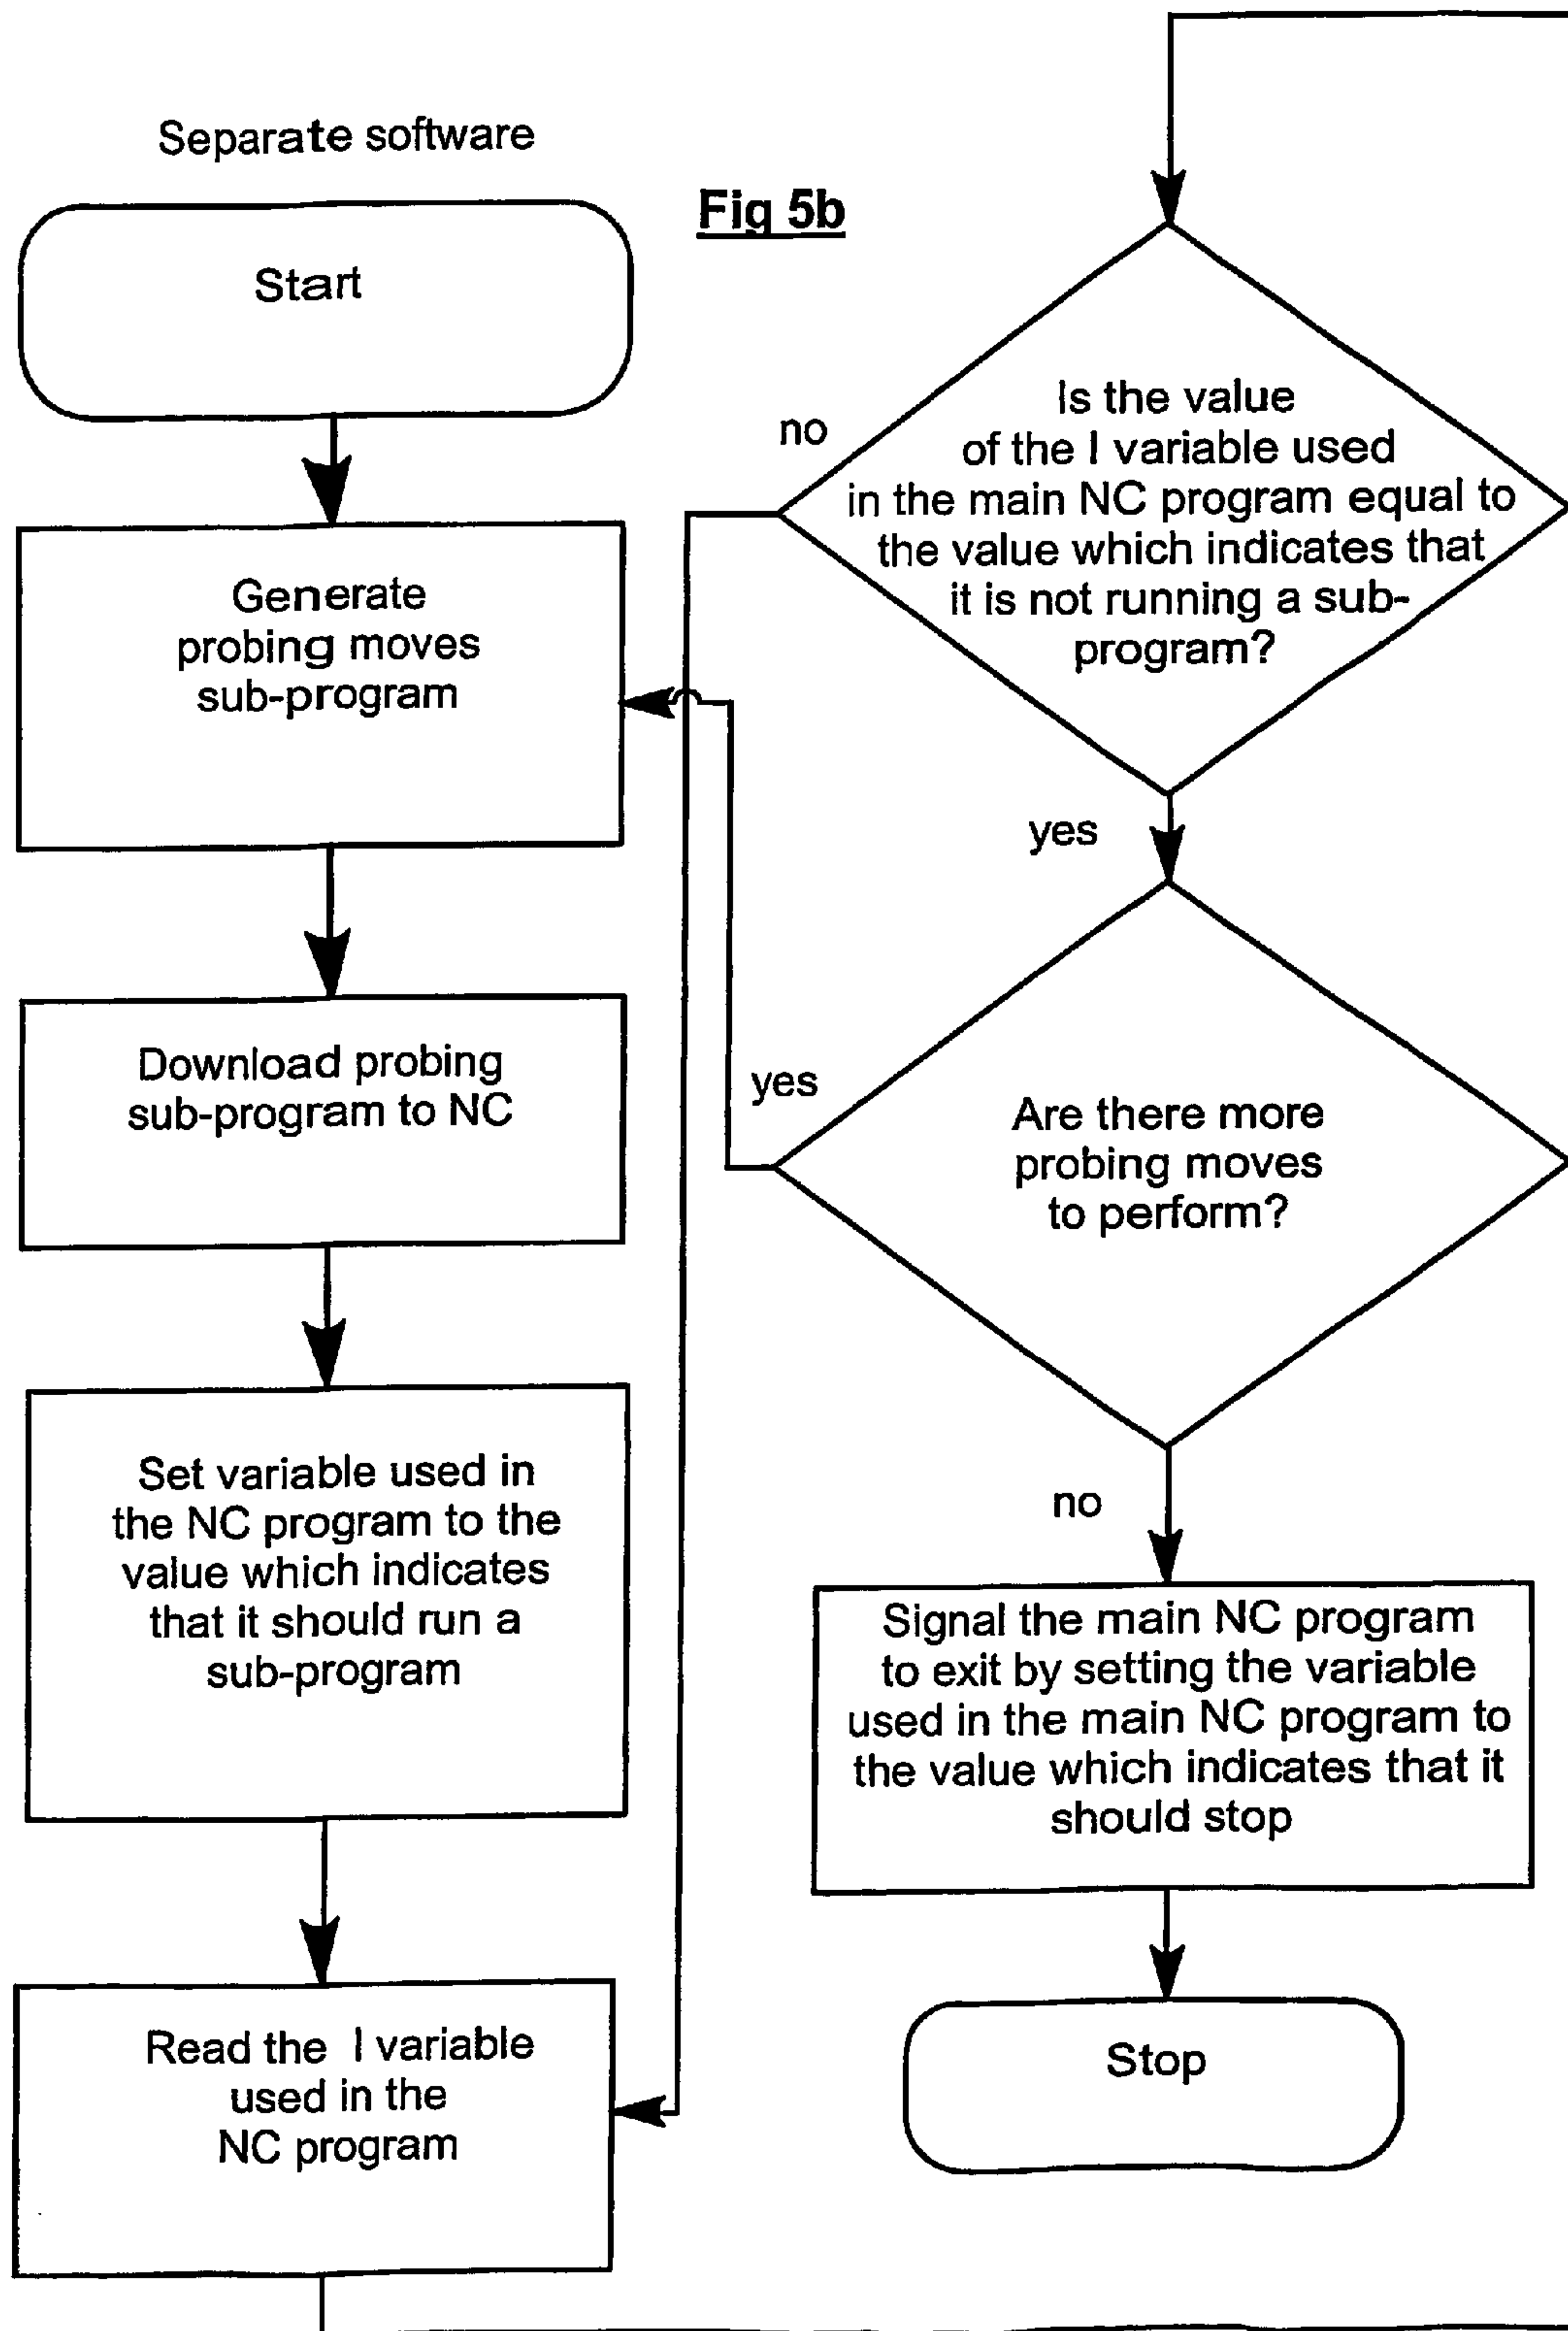 Separate software
Fig 5b
Start
Generate
probing moves
sub-program
Download probing
sub-program to NC
Set variable used in
the NC program to the
value which indicates
that it should run a
sub-program
Read the I variable
used in the
NC program
Is the value
of the I variable used
in the main NC program equal to
the value which indicates that
it is not running a sub-
program?
no
yes
Are there more
probing moves
to perform?
yes
no
Signal the main NC program
to exit by setting the variable
used in the main NC program to
the value which indicates that it
should stop
Stop